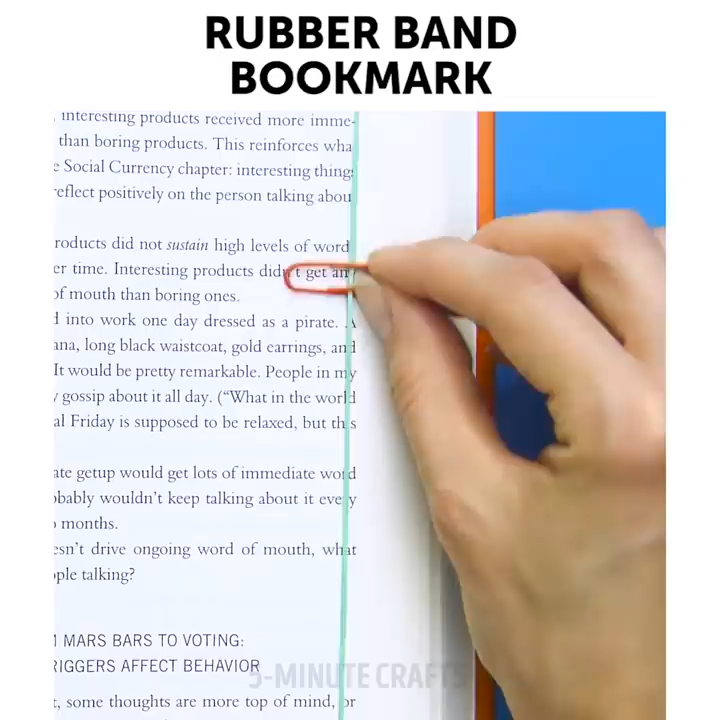 RUBBER BAND
BOOKMARK
, interesting products received more imme-
than boring products. This reinforces wha
e Social Currency chapter: interesting thing
reflect positively on the person talking abou
roducts did not sustain high levels of word
er time. Interesting products didn't get an
of mouth than boring ones.
d into work one day dressed as a pirate. A
ana, long black waistcoat, gold earrings, and
It would be pretty remarkable. People in my
y gossip about it all day. (“What in the world
al Friday is supposed to be relaxed, but this
ate getup would get lots of immediate word
obably wouldn’t keep talking about it every
months.
esn’t drive ongoing word of mouth, what
ople talking?
M MARS BARS TO VOTING:
RIGGERS AFFECT BEHAVIOR
5-MINUTE CRAFTS
t, some thoughts are more top of mind, or